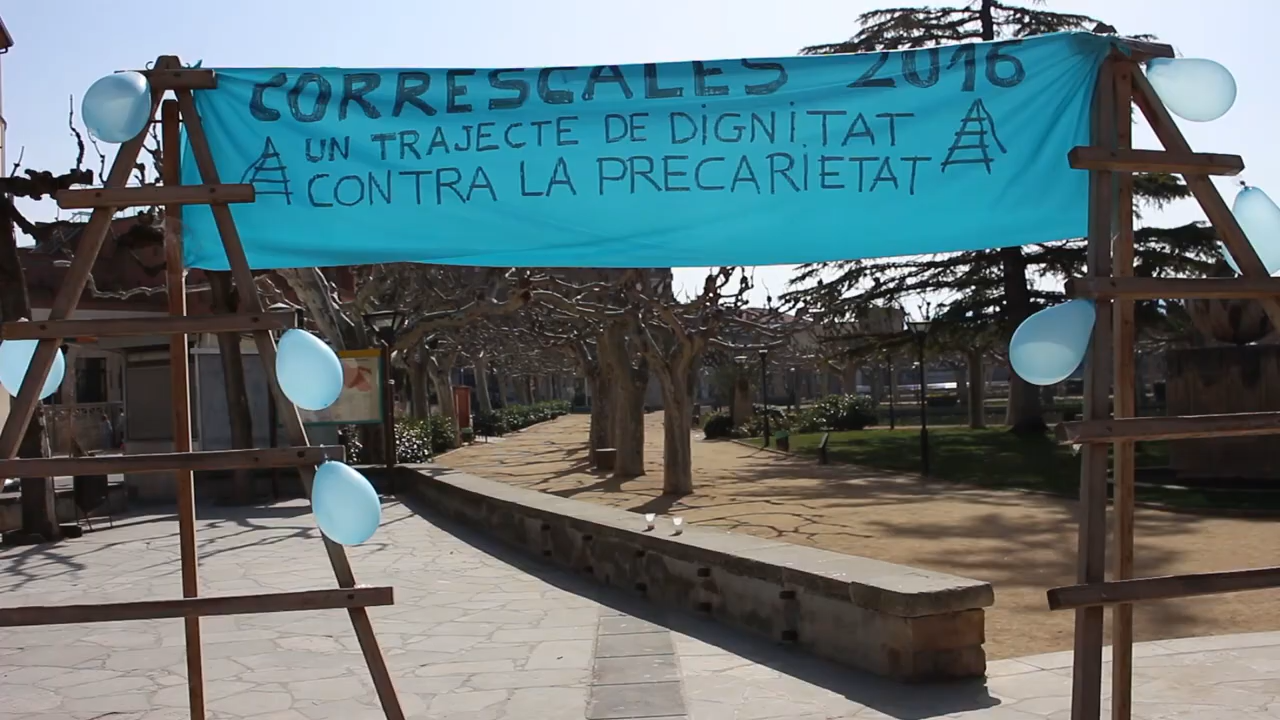 CORRESCALES 2016
UN TRAJECTE DE DiGNiTAT
CONTRA LA PRECARiETAT